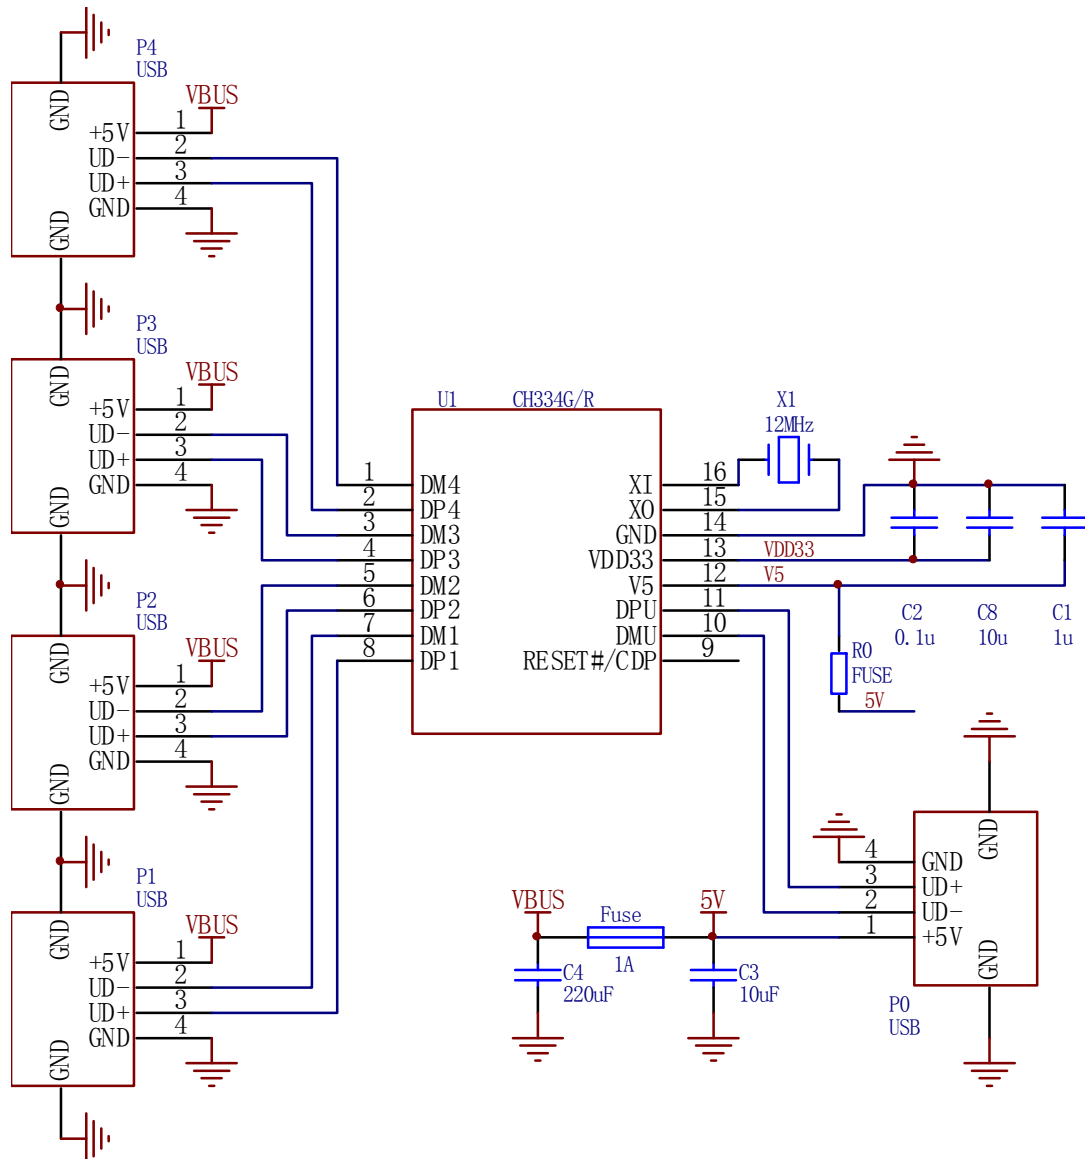 P4
USB
GND
VBUS
+5V
1
UD-
2
UD+
3
GND
4
GND
P3
USB
GND
VBUS
+5V
1
UD-
2
UD+
3
GND
4
GND
P2
USB
GND
VBUS
+5V
1
UD-
2
UD+
3
GND
4
GND
P1
USB
GND
VBUS
+5V
1
UD-
2
UD+
3
GND
4
GND
U1
CH334G/R
1
DM4
2
DP4
3
DM3
4
DP3
5
DM2
6
DP2
7
DM1
8
DP1
XI
16
XO
15
GND
14
VDD33
13
V5
12
DPU
11
DMU
10
RESET#/CDP
9
X1
12MHz
VDD33
V5
C2
0.1u
C8
10u
C1
1u
R0
FUSE
5V
GND
4
GND
3
UD+
2
UD-
1
+5V
GND
P0
USB
VBUS
Fuse
1A
5V
C4
220uF
C3
10uF